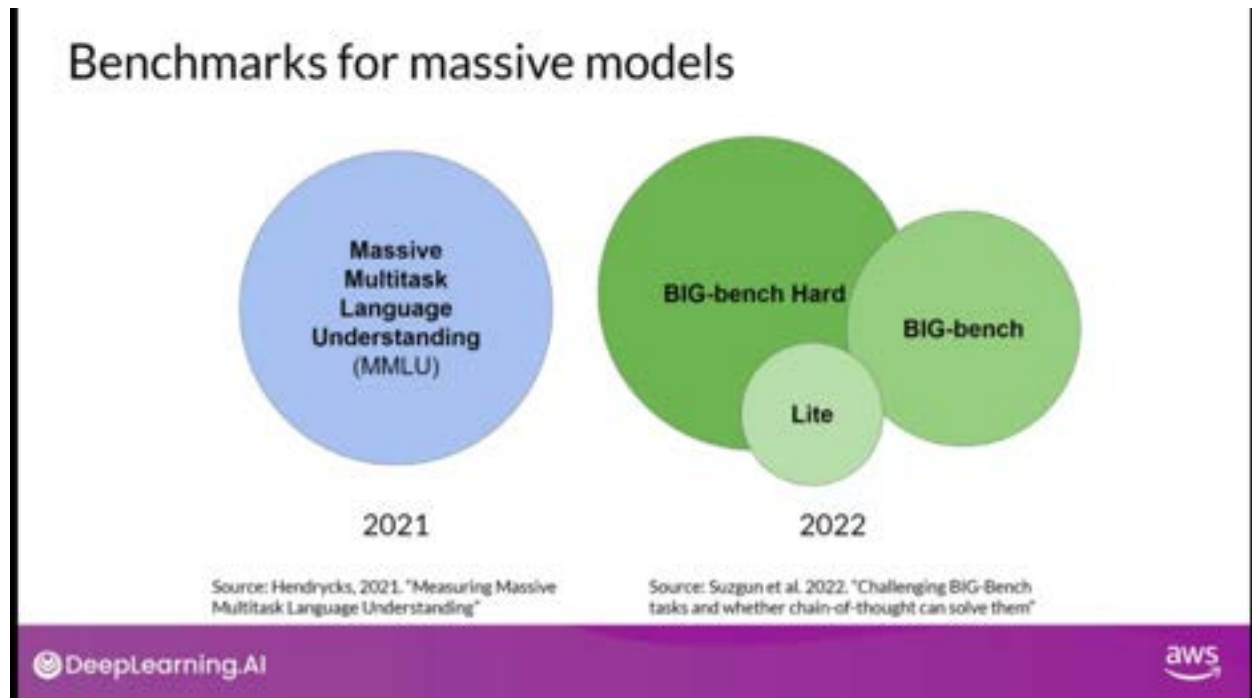 Benchmarks for massive models
Massive
Multitask
Language
Understanding
(MMLU)
BIG-bench Hard
BIG-bench
Lite
2021
2022
Source: Hendrycks, 2021. "Measuring Massive
Multitask Language Understanding"
Source: Suzgun et al. 2022. "Challenging BIG-Bench
tasks and whether chain-of-thought can solve them"
DeepLearning.AI
aws